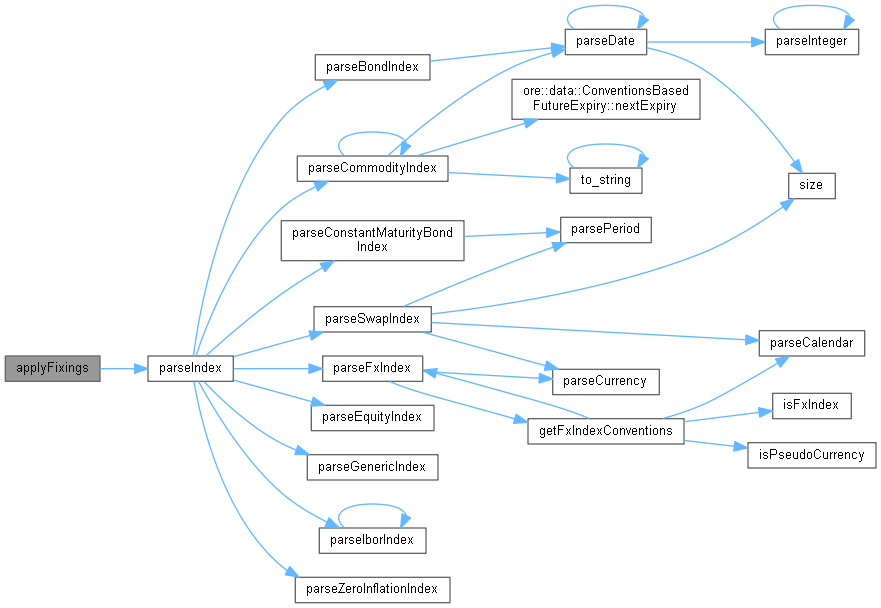 parseDate
parseInteger
parseBondIndex
ore::data::ConventionsBased
FutureExpiry::nextExpiry
parseCommodityIndex
to_string
size
parseConstantMaturityBond
Index
parsePeriod
parseSwapIndex
parseCalendar
applyFixings
parseIndex
parseFxIndex
parseCurrency
parseEquityIndex
isFxIndex
getFxIndexConventions
isPseudoCurrency
parseGenericIndex
parseIborIndex
parseZeroInflationIndex